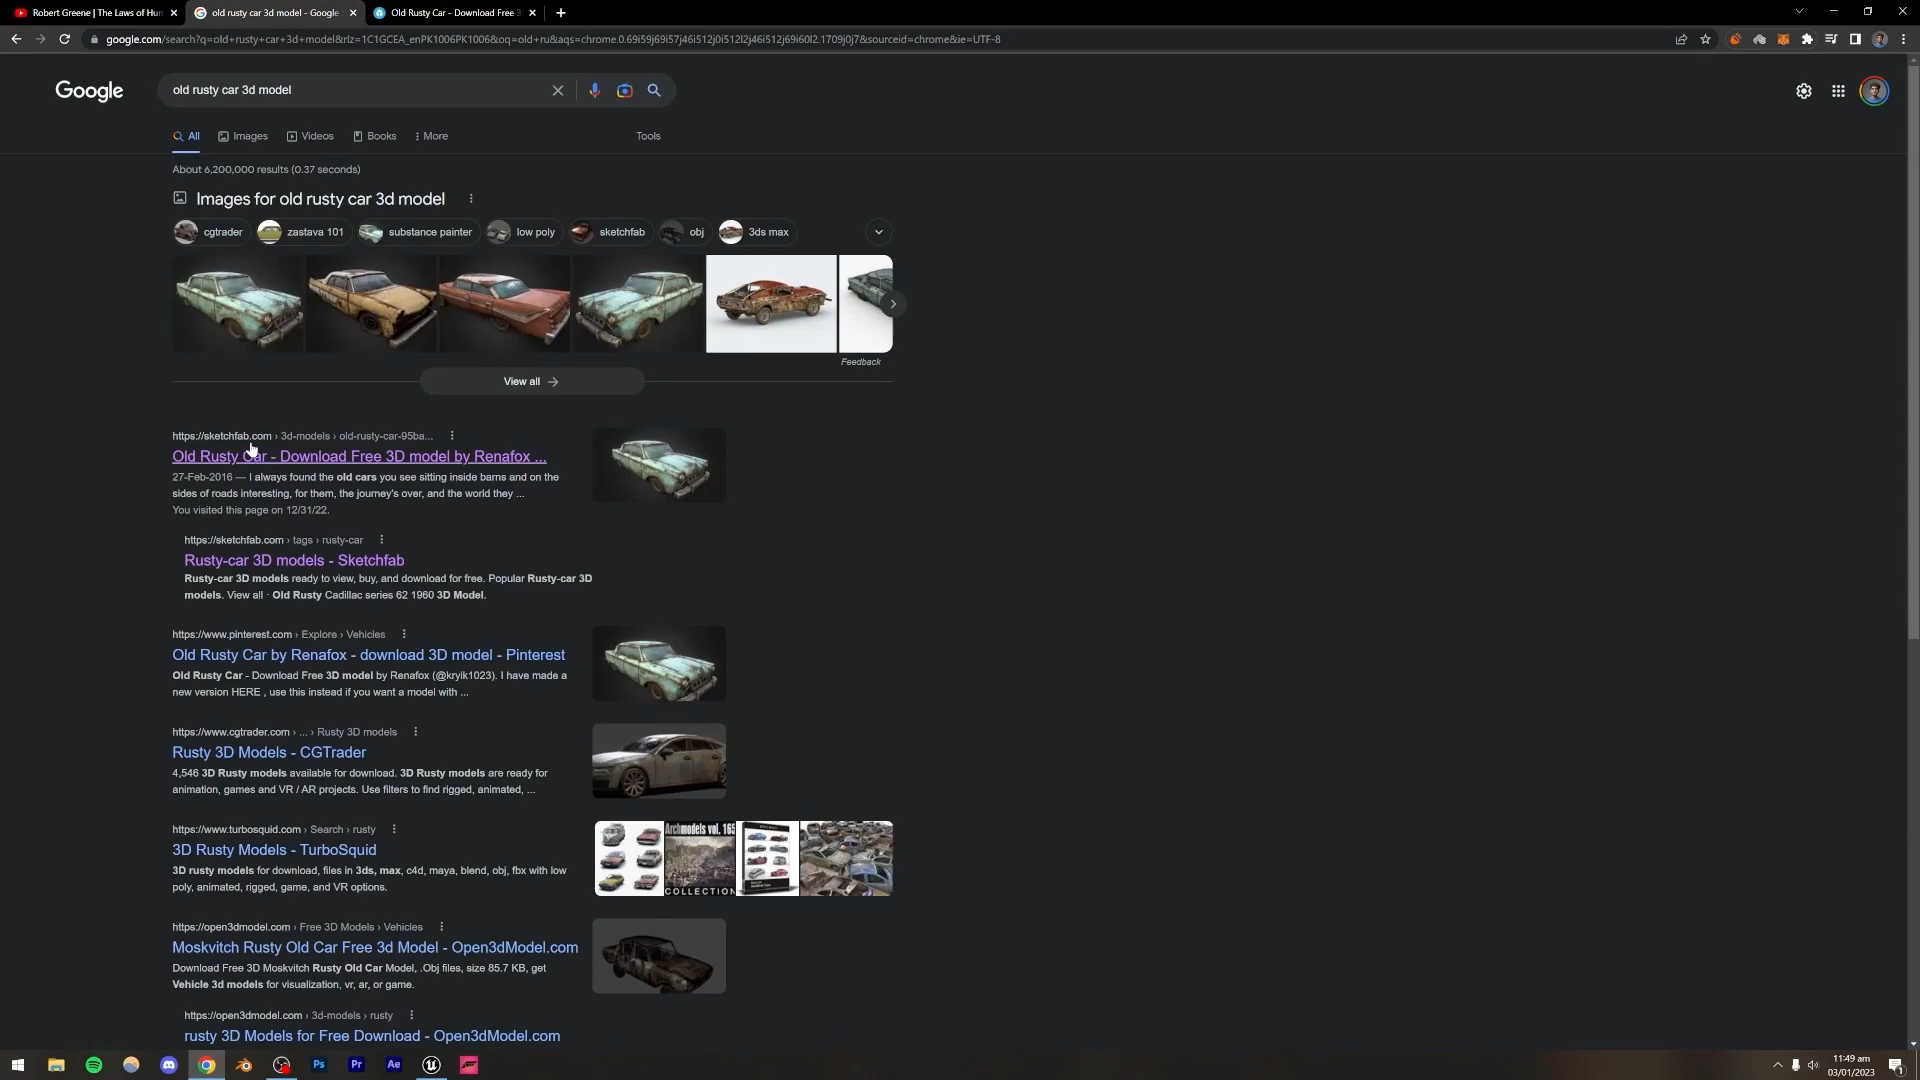 Robert Greene | The Laws of Hun
old rusty car 3d model - Google
Old Rusty Car - Download Free 3
google.com/search?q=old+rusty+car+3d+model&rlz=1C1GCEA_enPK1006PK1006&oq=old+ru&aqs=chrome.0.69i59j69i57j46i512j0i512l2j46i512j69i60l2.1709j0j7&sourceid=chrome&ie=UTF-8
Google
old rusty car 3d model
All
Images
Videos
Books
More
Tools
About 6,200,000 results (0.37 seconds)
Images for old rusty car 3d model
cgtrader
zastava 101
substance painter
low poly
sketchfab
obj
3ds max
Feedback
View all
https://sketchfab.com › 3d-models › old-rusty-car-95ba...
Old Rusty Car - Download Free 3D model by Renafox ...
27-Feb-2016 — I always found the old cars you see sitting inside barns and on the
sides of roads interesting, for them, the journey's over, and the world they ...
You visited this page on 12/31/22.
https://sketchfab.com › tags › rusty-car
Rusty-car 3D models - Sketchfab
Rusty-car 3D models ready to view, buy, and download for free. Popular Rusty-car 3D
models. View all · Old Rusty Cadillac series 62 1960 3D Model.
https://www.pinterest.com › Explore › Vehicles
Old Rusty Car by Renafox - download 3D model - Pinterest
Old Rusty Car - Download Free 3D model by Renafox (@kryik1023). I have made a
new version HERE , use this instead if you want a model with ...
https://www.cgtrader.com › ... › Rusty 3D models
Rusty 3D Models - CGTrader
4,546 3D Rusty models available for download. 3D Rusty models are ready for
animation, games and VR / AR projects. Use filters to find rigged, animated, ...
https://www.turbosquid.com › Search › rusty
3D Rusty Models - TurboSquid
3D rusty models for download, files in 3ds, max, c4d, maya, blend, obj, fbx with low
poly, animated, rigged, game, and VR options.
Archmodels vol. 165
COLLECTION
https://open3dmodel.com › Free 3D Models › Vehicles
Moskvitch Rusty Old Car Free 3d Model - Open3dModel.com
Download Free 3D Moskvitch Rusty Old Car Model, .Obj files, size 85.7 KB, get
Vehicle 3d models for visualization, vr, ar, or game.
https://open3dmodel.com › 3d-models › rusty
rusty 3D Models for Free Download - Open3dModel.com
Ps
Pr
Ae
11:49 am
03/01/2023
1